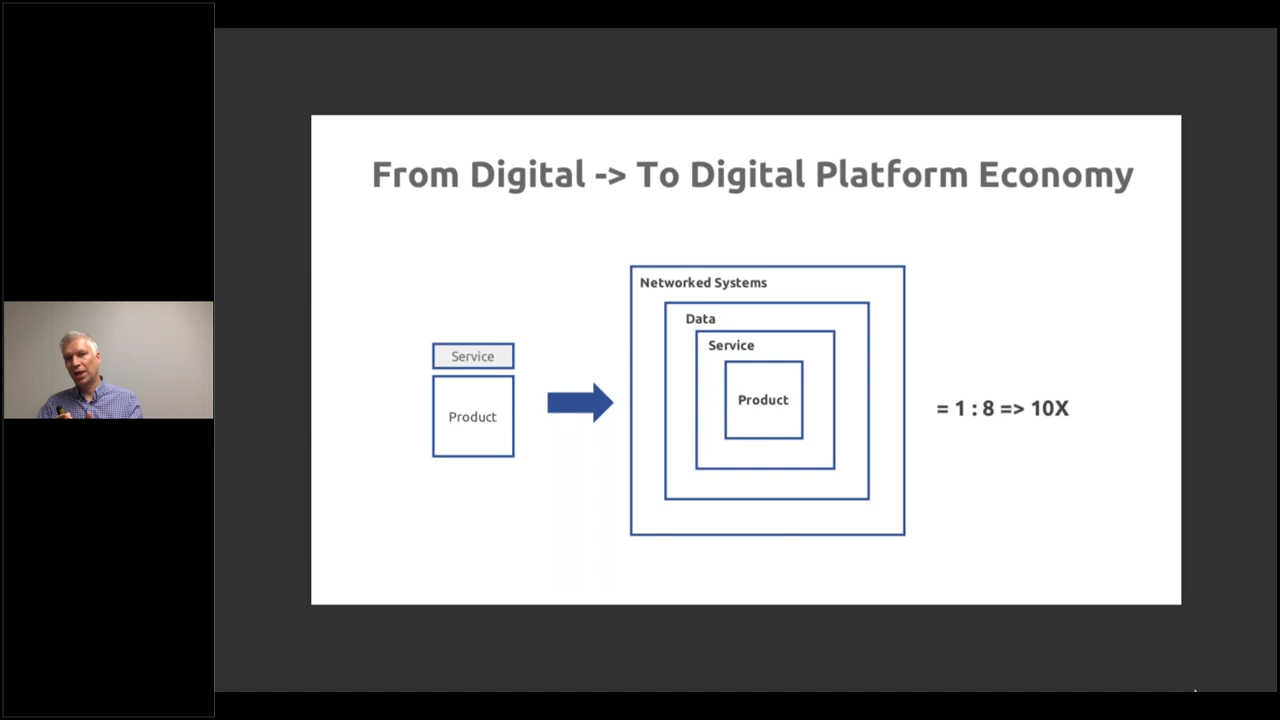 From Digital -> To Digital Platform Economy
Service
Product
Networked Systems
Data
Service
Product
= 1 : 8 => 10X